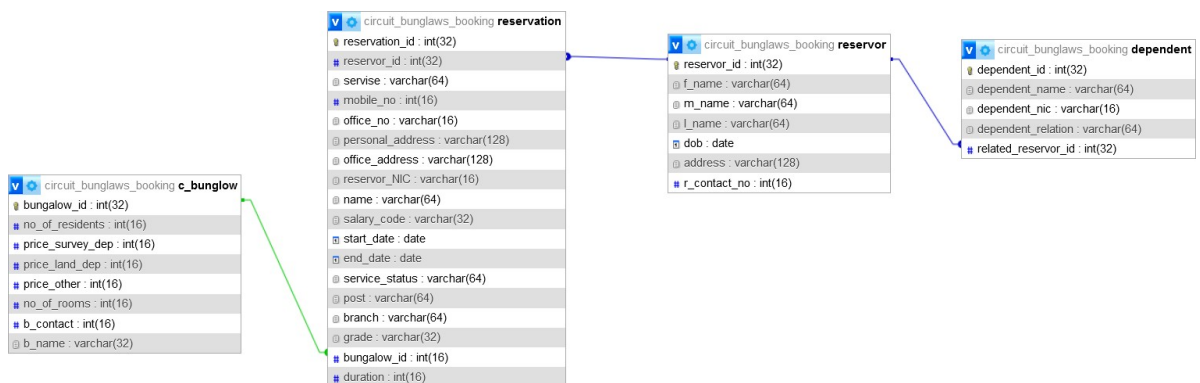 circuit_bunglaws_booking reservation
reservation_id : int(32)
reservor_id : int(32)
servise : varchar(64)
mobile_no : int(16)
office_no : varchar(16)
personal_address : varchar(128)
office_address : varchar(128)
reservor_NIC : varchar(16)
name : varchar(64)
salary_code : varchar(32)
start_date : date
end_date : date
service_status : varchar(64)
post : varchar(64)
branch : varchar(64)
grade : varchar(32)
bungalow_id : int(16)
duration : int(16)
circuit_bunglaws_booking reservor
reservor_id : int(32)
f_name : varchar(64)
m_name : varchar(64)
l_name : varchar(64)
dob : date
address : varchar(128)
r_contact_no : int(16)
circuit_bunglaws_booking dependent
dependent_id : int(32)
dependent_name : varchar(64)
dependent_nic : varchar(16)
dependent_relation : varchar(64)
related_reservor_id : int(32)
circuit_bunglaws_booking c_bunglow
bungalow_id : int(32)
no_of_residents : int(16)
price_survey_dep : int(16)
price_land_dep : int(16)
price_other : int(16)
no_of_rooms : int(16)
b_contact : int(16)
b_name : varchar(32)